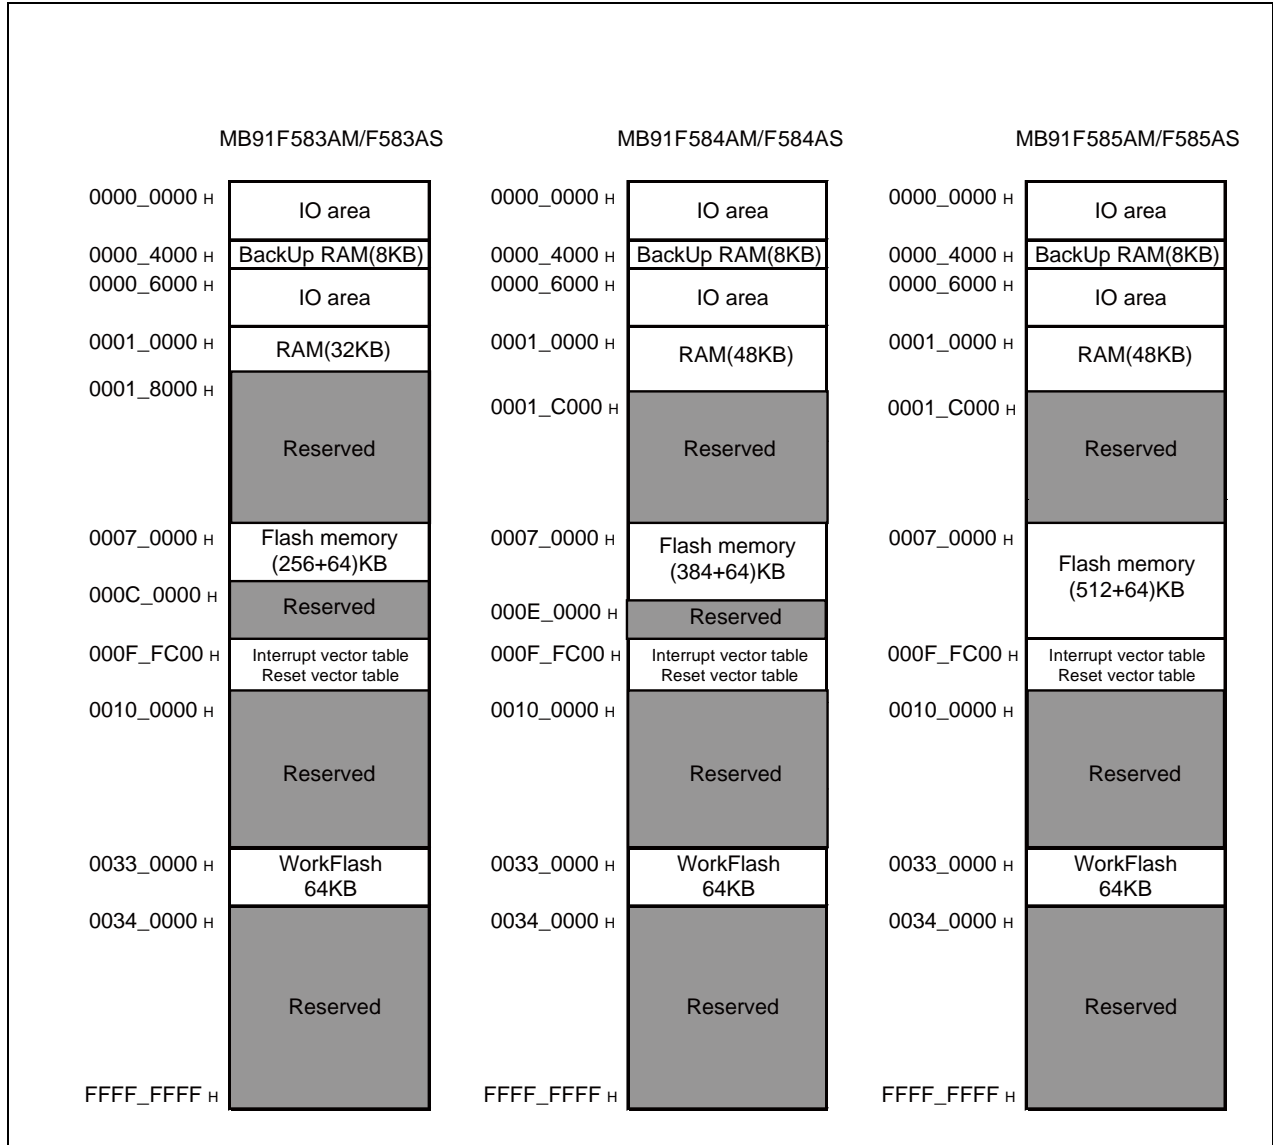 MB91F583AM/F583AS
0000_0000 H
IO area
0000_4000 H
BackUp RAM(8KB)
0000_6000 H
IO area
0001_0000 H
RAM(32KB)
0001_8000 H
Reserved
0007_0000 H
Flash memory
(256+64)KB
000C_0000 H
Reserved
000F_FC00 H
Interrupt vector table
Reset vector table
0010_0000 H
Reserved
0033_0000 H
WorkFlash
64KB
0034_0000 H
Reserved
FFFF_FFFF H
MB91F584AM/F584AS
0000_0000 H
IO area
0000_4000 H
BackUp RAM(8KB)
0000_6000 H
IO area
0001_0000 H
RAM(48KB)
0001_C000 H
Reserved
0007_0000 H
Flash memory
(384+64)KB
000E_0000 H
Reserved
000F_FC00 H
Interrupt vector table
Reset vector table
0010_0000 H
Reserved
0033_0000 H
WorkFlash
64KB
0034_0000 H
Reserved
FFFF_FFFF H
MB91F585AM/F585AS
0000_0000 H
IO area
0000_4000 H
BackUp RAM(8KB)
0000_6000 H
IO area
0001_0000 H
RAM(48KB)
0001_C000 H
Reserved
0007_0000 H
Flash memory
(512+64)KB
000F_FC00 H
Interrupt vector table
Reset vector table
0010_0000 H
Reserved
0033_0000 H
WorkFlash
64KB
0034_0000 H
Reserved
FFFF_FFFF H